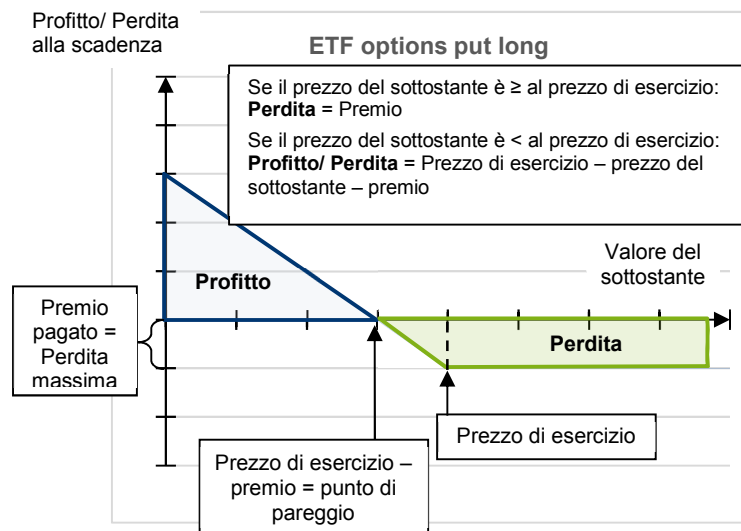 Profitto/ Perdita
alla scadenza
ETF options put long
Se il prezzo del sottostante è ≥ al prezzo di esercizio:
Perdita = Premio
Se il prezzo del sottostante è < al prezzo di esercizio:
Profitto/ Perdita = Prezzo di esercizio – prezzo del
sottostante – premio
Valore del
sottostante
Profitto
Premio
pagato =
Perdita
massima
Perdita
Prezzo di esercizio
Prezzo di esercizio –
premio = punto di
pareggio